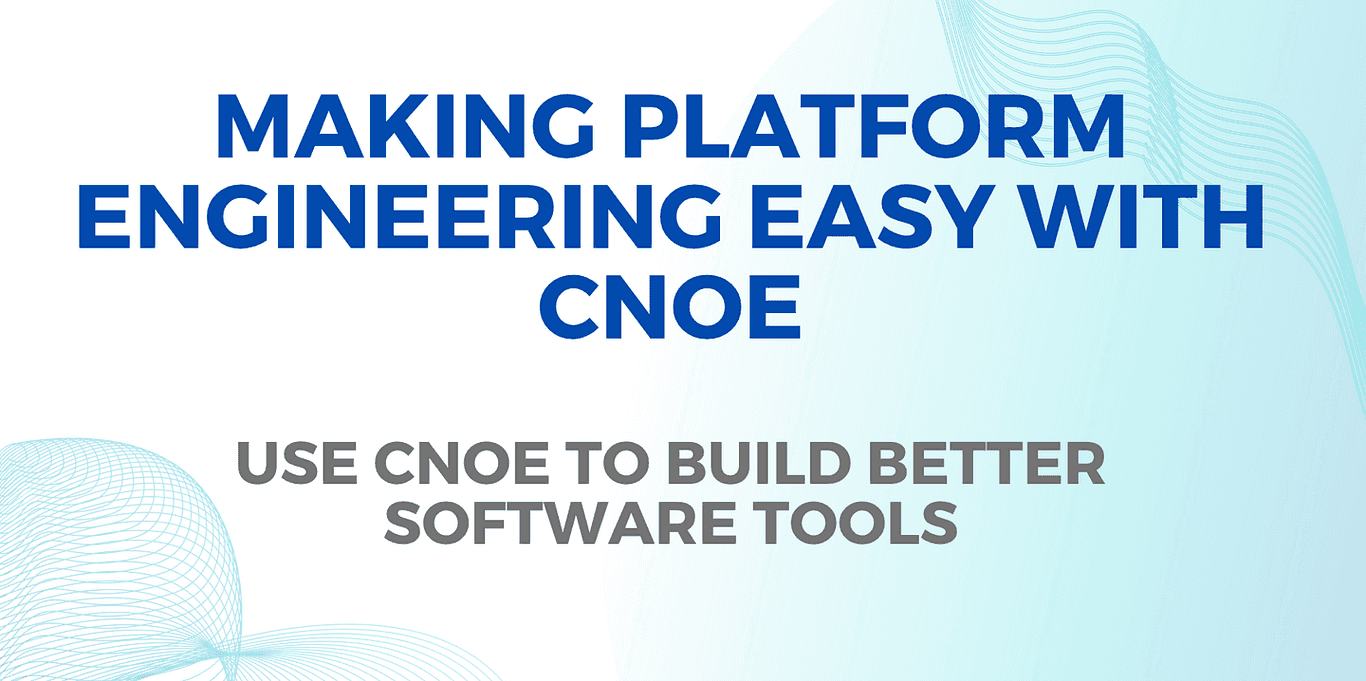 MAKING PLATFORM
ENGINEERING EASY WITH
CNOE
USE CNOE TO BUILD BETTER
SOFTWARE TOOLS